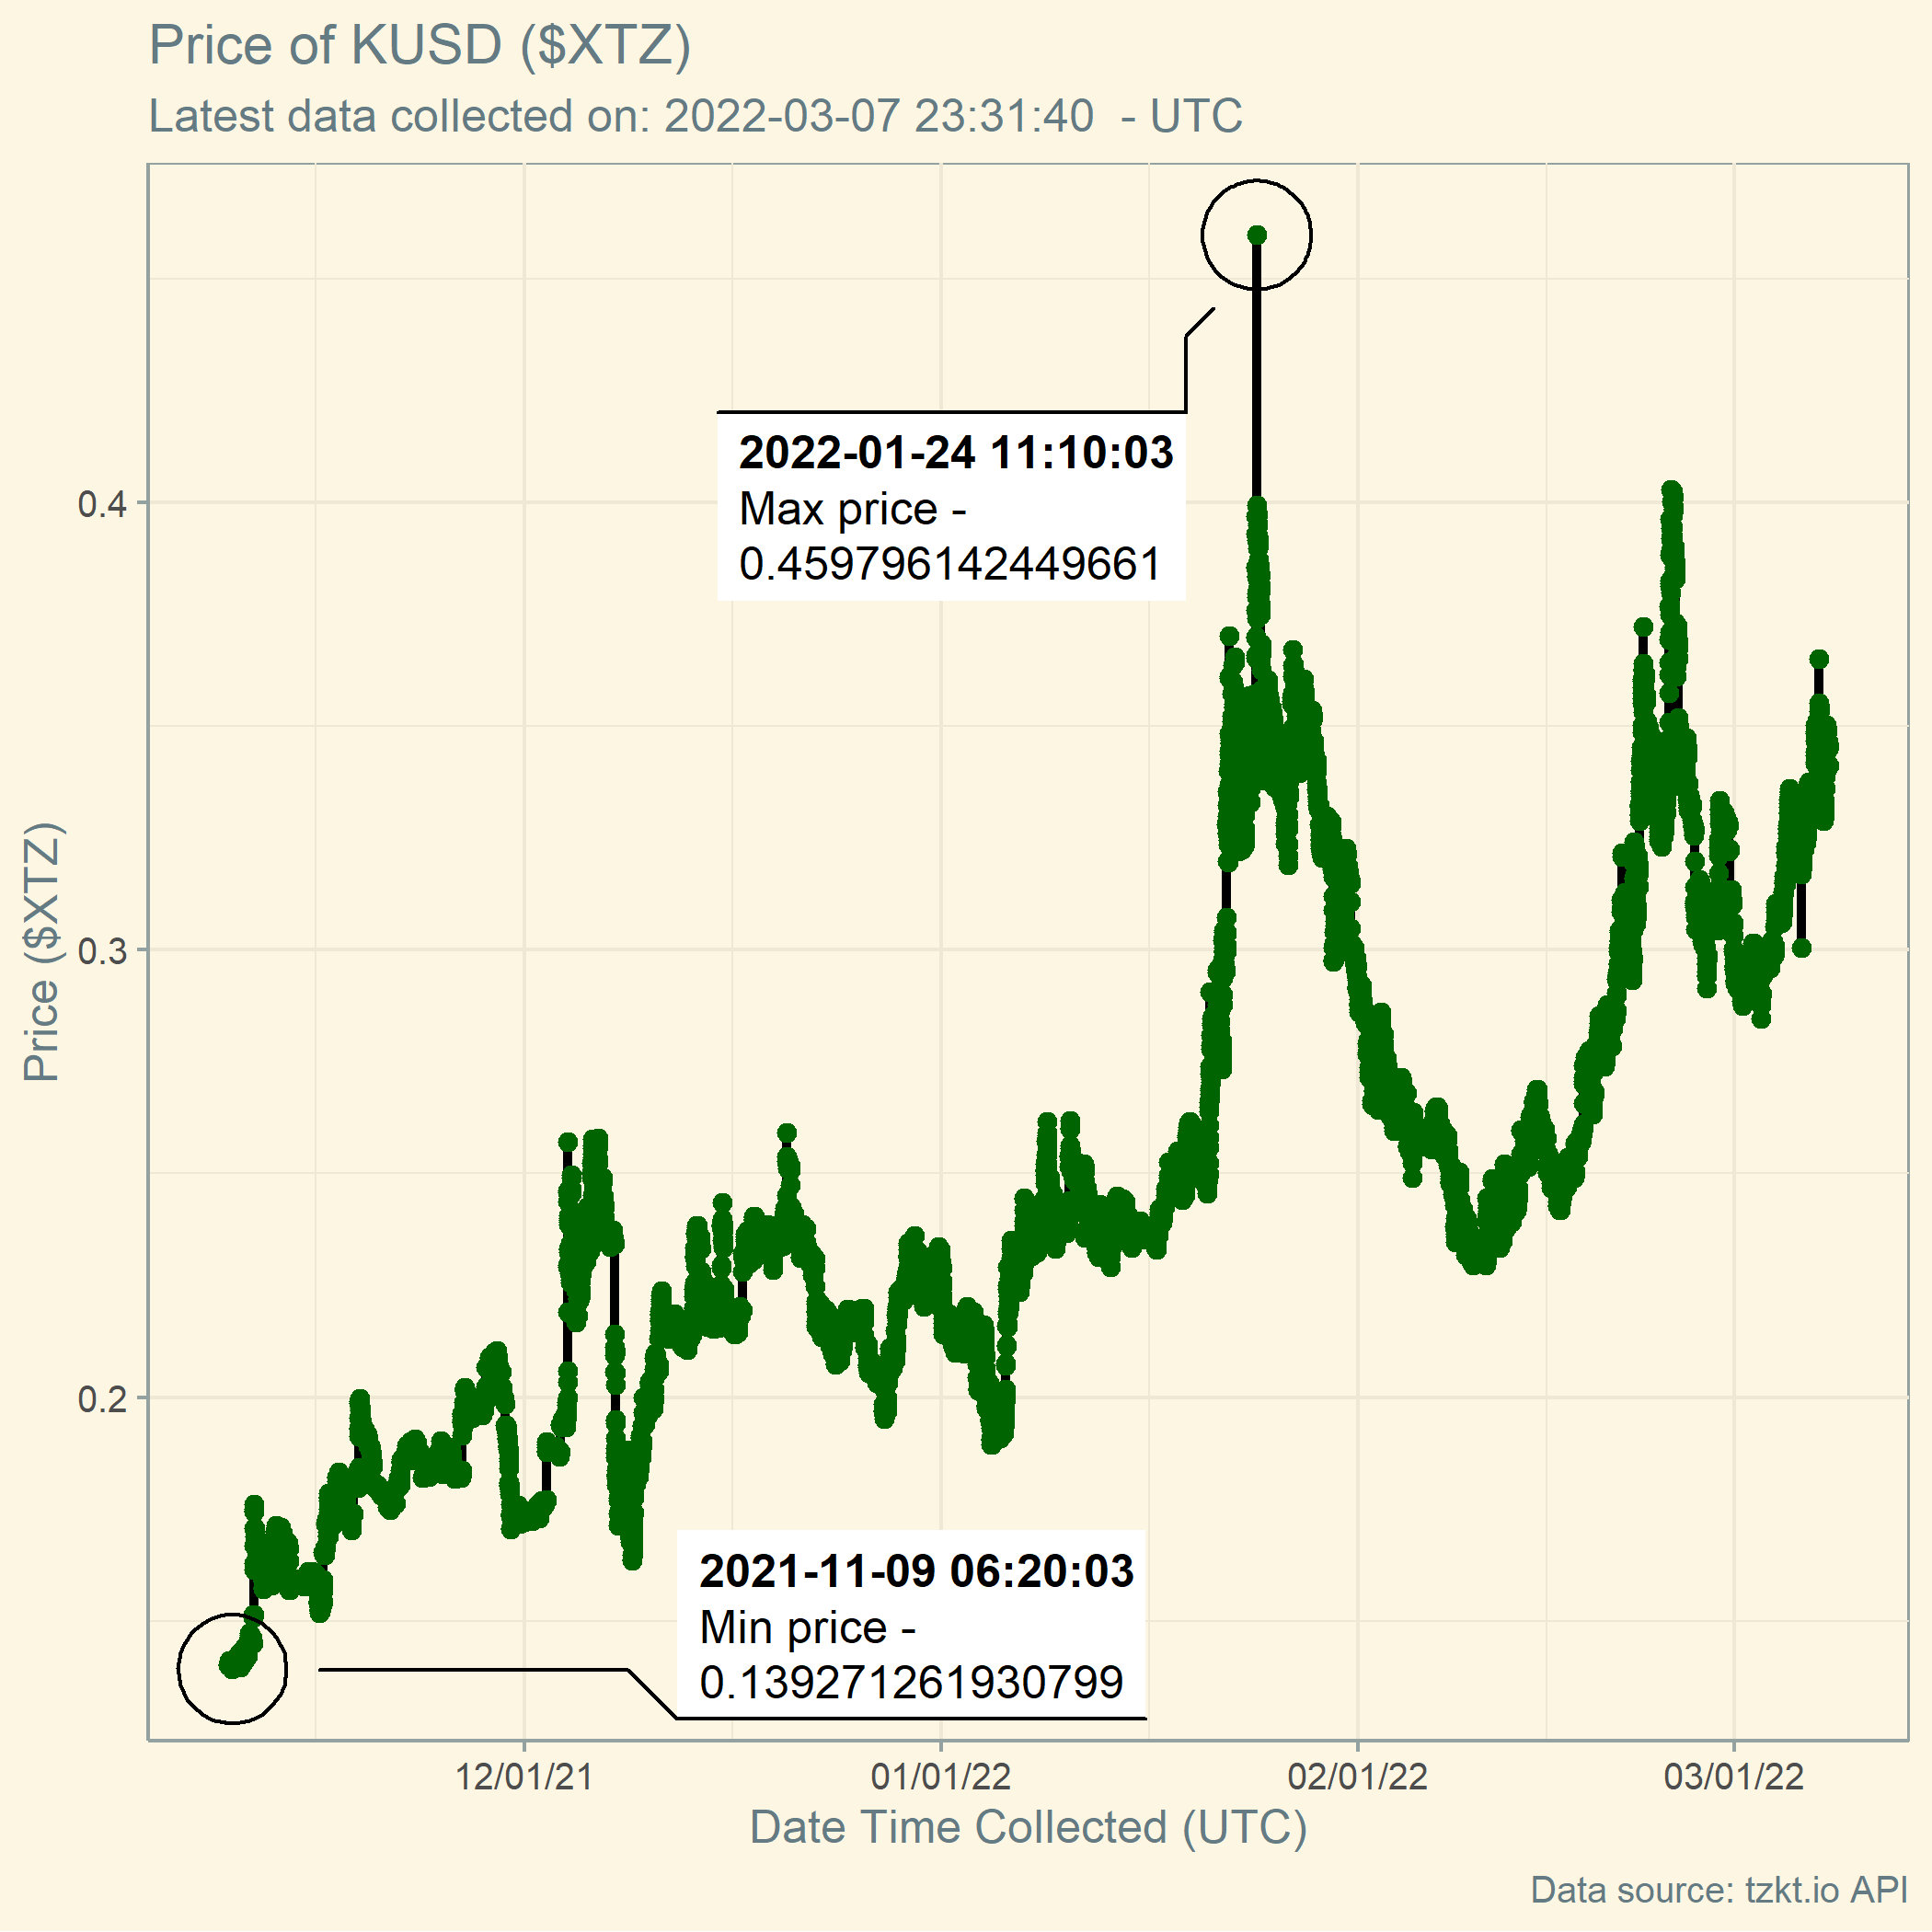 Price of KUSD ($XTZ)
Latest data collected on: 2022-03-07 23:31:40  - UTC
2022-01-24 11:10:03
Max price -
0.459796142449661
0.4
0.3
0.2
Price ($XTZ)
2021-11-09 06:20:03
Min price -
0.139271261930799
12/01/21
01/01/22
02/01/22
03/01/22
Date Time Collected (UTC)
Data source: tzkt.io API